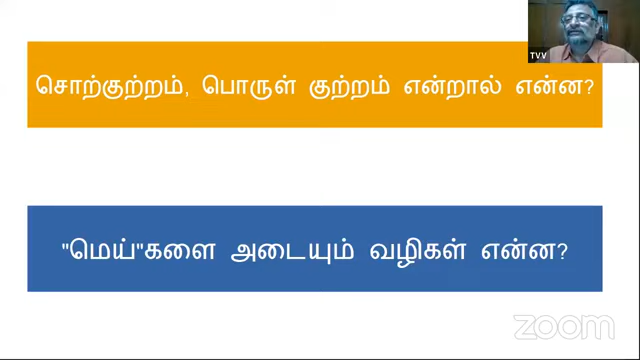 TVV
சொற்குற்றம், பொருள் குற்றம் என்றால் என்ன?
"மெய்"களை அடையும் வழிகள் என்ன?
zoom